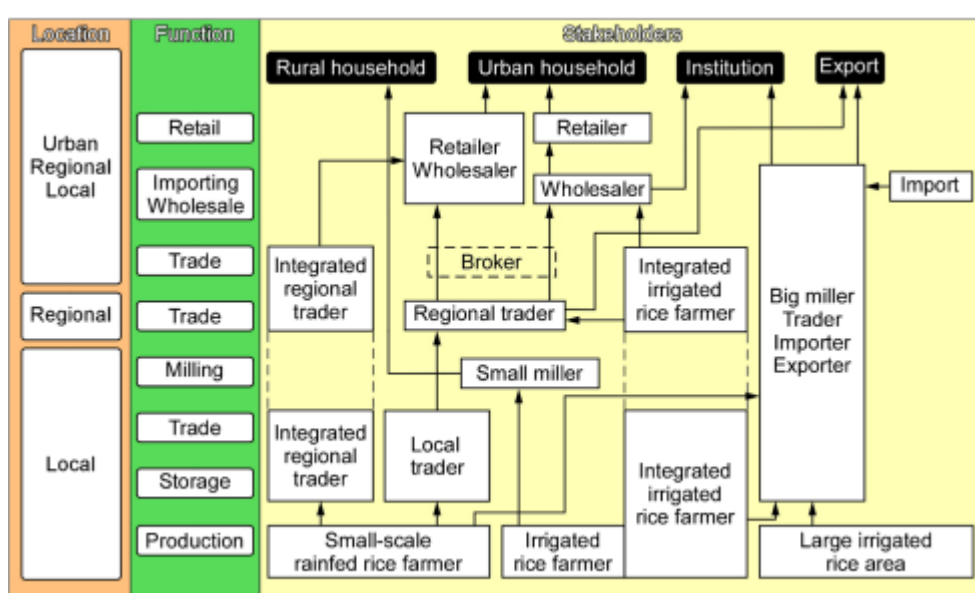 Location
Function
Stakeholders
Rural household
Urban household
Institution
Export
Urban
Regional
Local
Retail
Retailer
Wholesaler
Retailer
Importing
Wholesale
Wholesaler
Import
Trade
Integrated
regional
trader
Broker
Integrated
irrigated
rice farmer
Big miller
Trader
Importer
Exporter
Regional
Trade
Regional trader
Milling
Small miller
Local
Trade
Integrated
regional
trader
Local
trader
Integrated
irrigated
rice farmer
Storage
Production
Small-scale
rainfed rice farmer
Irrigated
rice farmer
Large irrigated
rice area